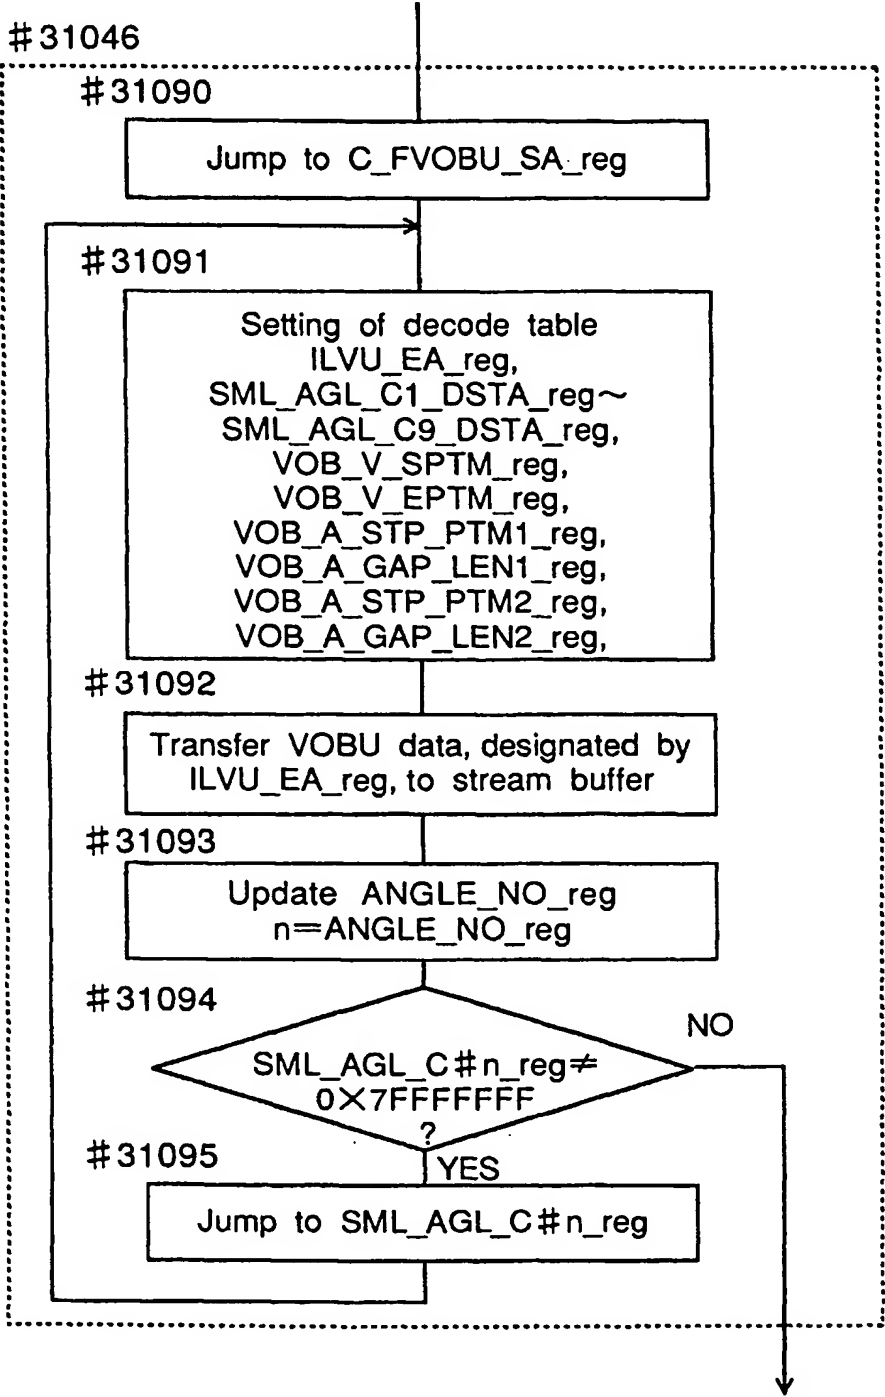 #31046
#31090
Jump to C_FVOBU_SA_reg
#31091
Setting of decode table
ILVU_EA_reg,
SML_AGL_C1_DSTA_reg~
SML_AGL_C9_DSTA_reg,
VOB_V_SPTM_reg,
VOB_V_EPTM_reg,
VOB_A_STP_PTM1_reg,
VOB_A_GAP_LEN1_reg,
VOB_A_STP_PTM2_reg,
VOB_A_GAP_LEN2_reg,
#31092
Transfer VOBU data, designated by
ILVU_EA_reg, to stream buffer
#31093
Update ANGLE_NO_reg
n=ANGLE_NO_reg
#31094
NO
SML_AGL_C#n_reg≠
0X7FFFFFFF
?
#31095
YES
Jump to SML_AGL_C#n_reg